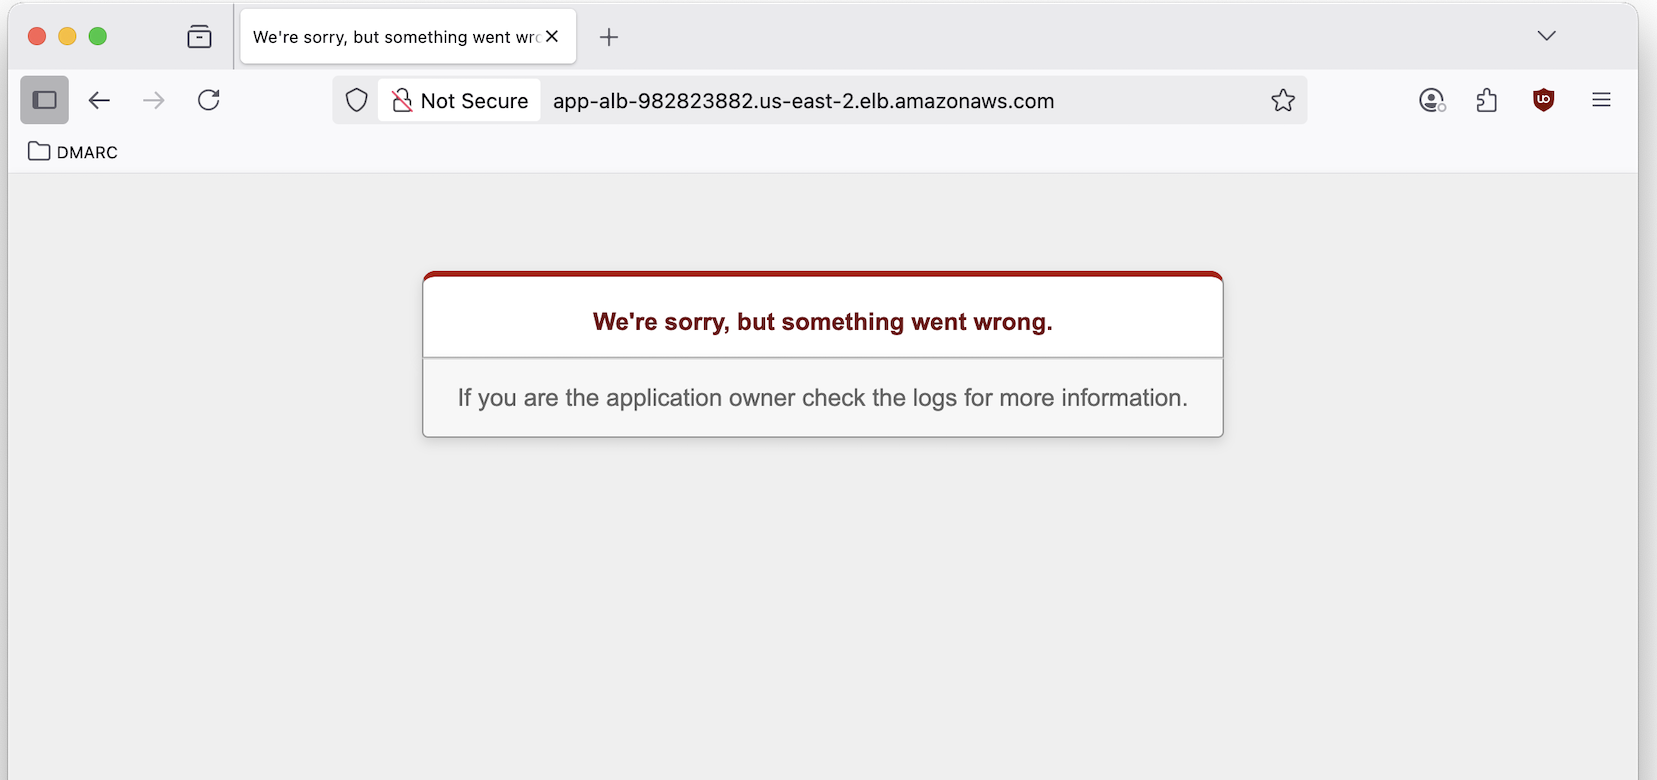 We're sorry, but something went wrc
Not Secure app-alb-982823882.us-east-2.elb.amazonaws.com
DMARC
We're sorry, but something went wrong.
If you are the application owner check the logs for more information.